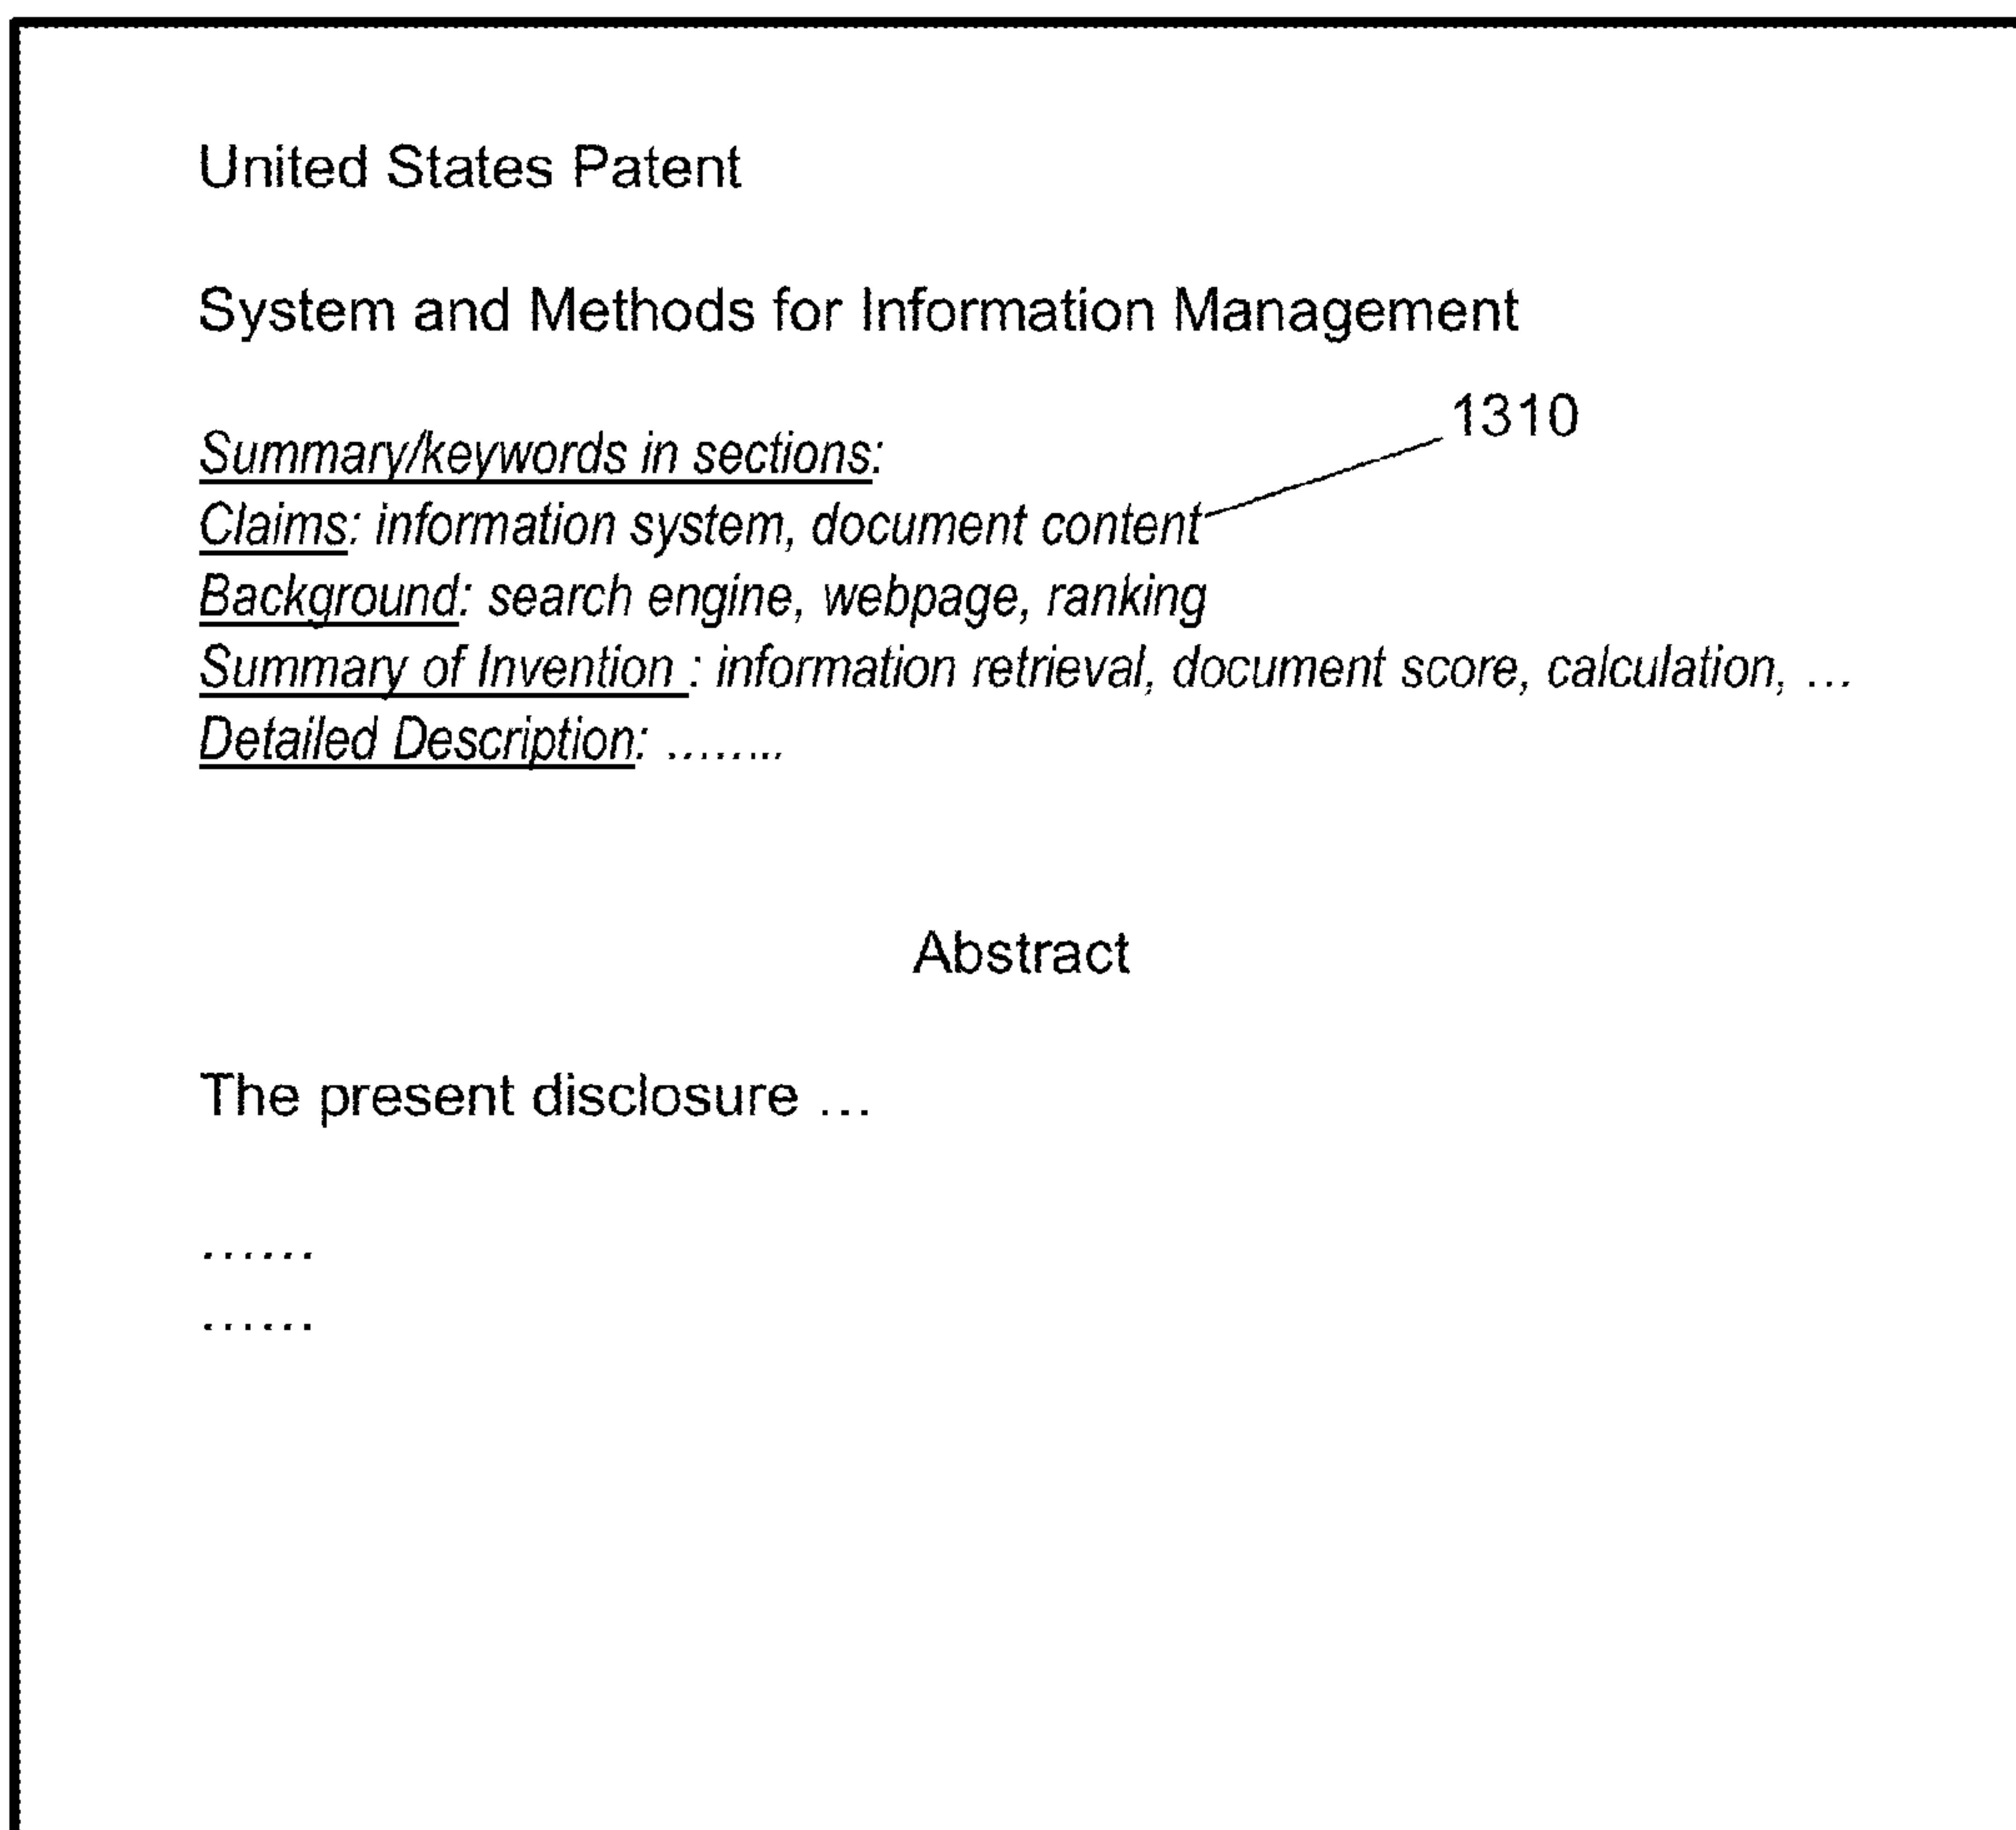 United States Patent
System and Methods for Information Management
1310
Summary/keywords in sections:
Claims: information system, document content
Background: search engine, webpage, ranking
Summary of Invention : information retrieval, document score, calculation, ...
Detailed Description: ........
Abstract
The present disclosure ...
......
......